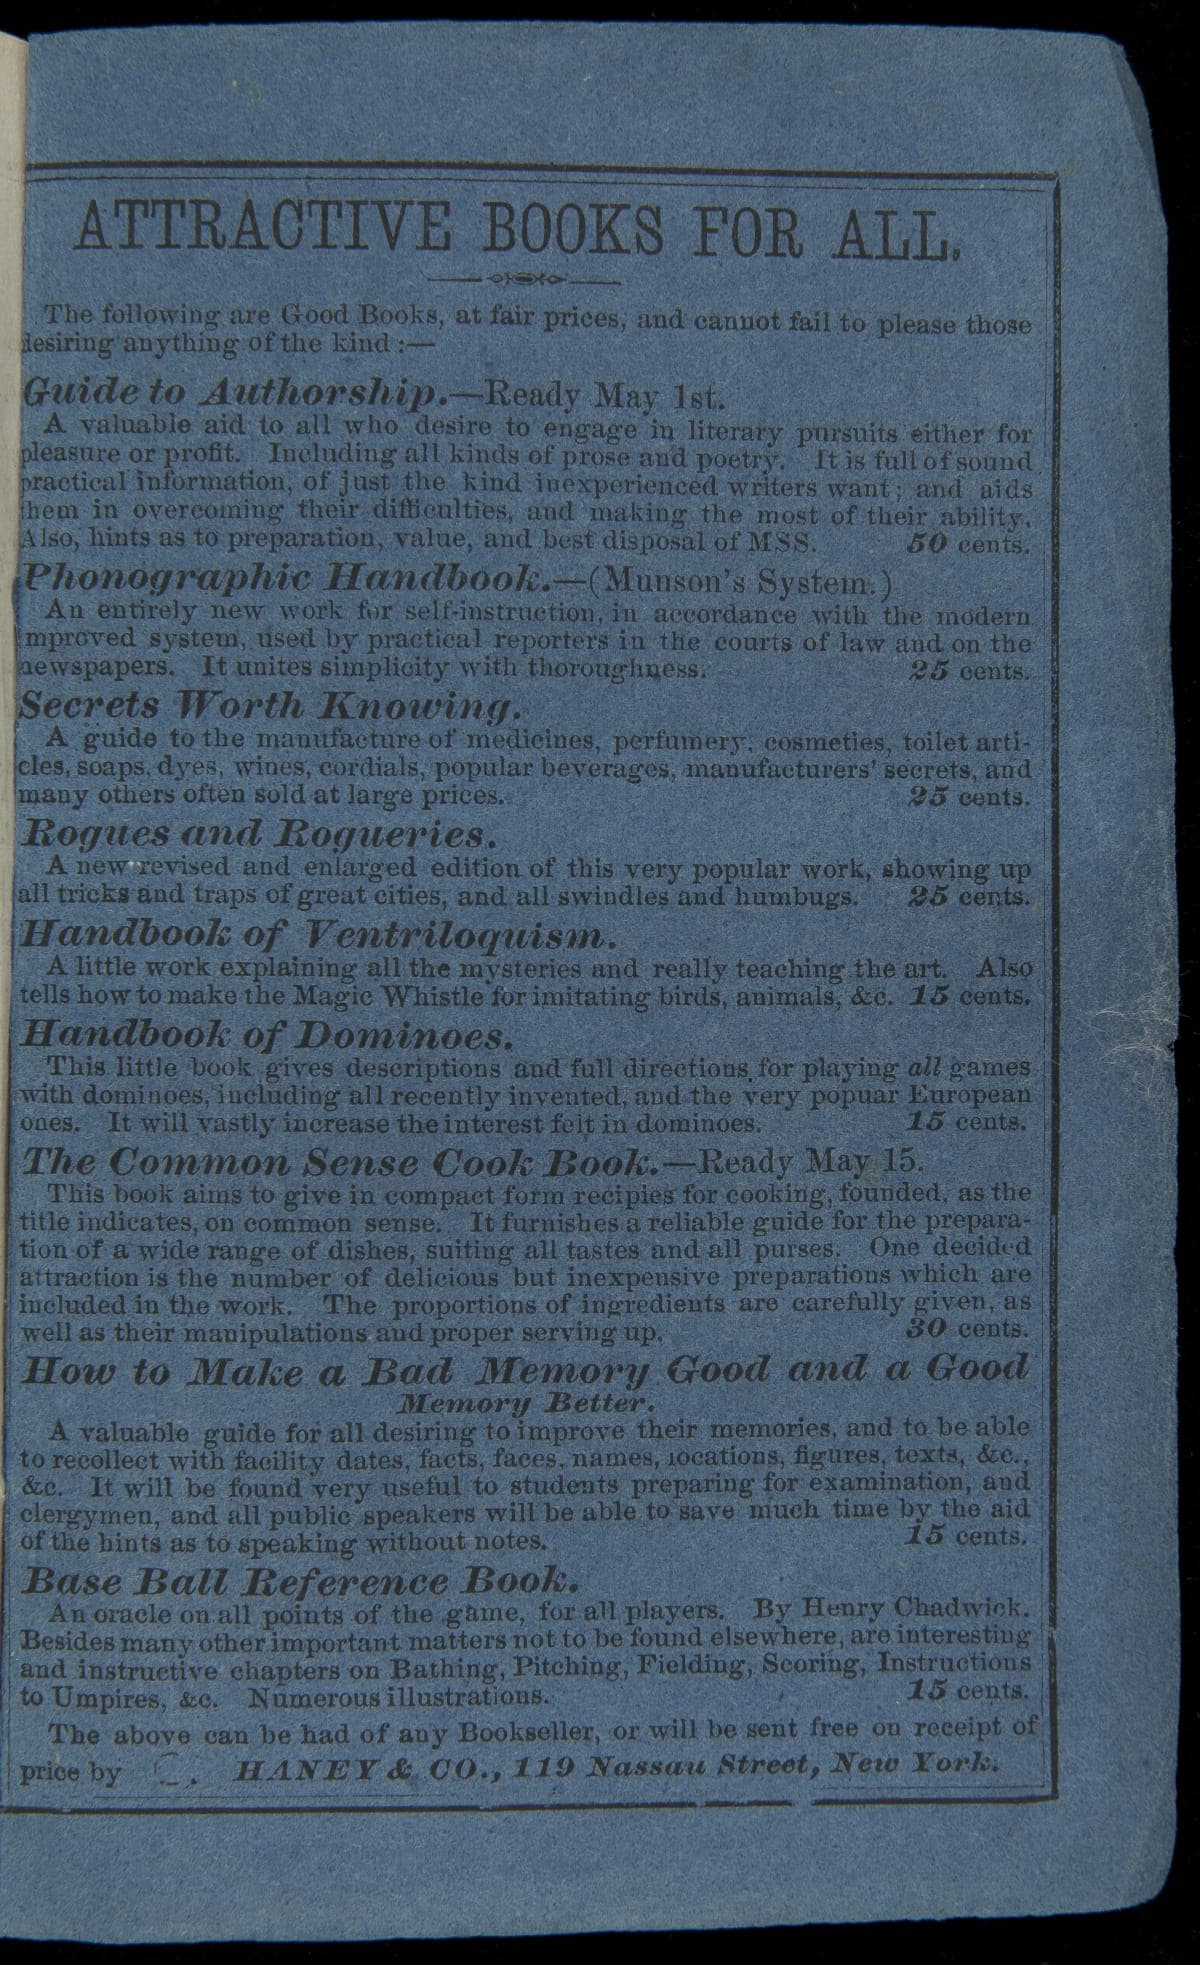 ATTRACTIVE BOOKS FOR ALL.
The following are Good Books, at fair prices, and cannot fail to please those
desiring anything of the kind :—
Guide to Authorship.—Ready May 1st.
A valuable aid to all who desire to engage in literary pursuits either for
pleasure or profit. Including all kinds of prose and poetry. It is full of sound
practical information, of just the kind inexperienced writers want; and aids
them in overcoming their difficulties, and making the most of their ability.
Also, hints as to preparation, value, and best disposal of MSS. 50 cents.
Phonographic Handbook.—(Munson's System.)
An entirely new work for self-instruction, in accordance with the modern
improved system, used by practical reporters in the courts of law and on the
newspapers. It unites simplicity with thoroughness. 25 cents.
Secrets Worth Knowing.
A guide to the manufacture of medicines, perfumery, cosmeties, toilet arti-
cles, soaps, dyes, wines, cordials, popular beverages, manufacturers' secrets, and
many others often sold at large prices. 25 cents.
Rogues and Rogueries.
A new revised and enlarged edition of this very popular work, showing up
all tricks and traps of great cities, and all swindles and humbugs. 25 cents.
Handbook of Ventriloquism.
A little work explaining all the mysteries and really teaching the art. Also
tells how to make the Magic Whistle for imitating birds, animals, &c. 15 cents.
Handbook of Dominoes.
This little book gives descriptions and full directions for playing all games
with dominoes, including all recently invented, and the very popuar European
ones. It will vastly increase the interest felt in dominoes. 15 cents.
The Common Sense Cook Book.—Ready May 15.
This book aims to give in compact form recipies for cooking, founded, as the
title indicates, on common sense. It furnishes a reliable guide for the prepara-
tion of a wide range of dishes, suiting all tastes and all purses. One decided
attraction is the number of delicious but inexpensive preparations which are
included in the work. The proportions of ingredients are carefully given, as
well as their manipulations and proper serving up. 30 cents.
How to Make a Bad Memory Good and a Good
Memory Better.
A valuable guide for all desiring to improve their memories, and to be able
to recollect with facility dates, facts, faces, names, locations, figures, texts, &c.,
&c. It will be found very useful to students preparing for examination, and
clergymen, and all public speakers will be able to save much time by the aid
of the hints as to speaking without notes. 15 cents.
Base Ball Reference Book.
An oracle on all points of the game, for all players. By Henry Chadwick.
Besides many other important matters not to be found elsewhere, are interesting
and instructive chapters on Bathing, Pitching, Fielding, Scoring, Instructions
to Umpires, &c. Numerous illustrations. 15 cents.
The above can be had of any Bookseller, or will be sent free on receipt of
price by HANEY & CO., 119 Nassau Street, New York.